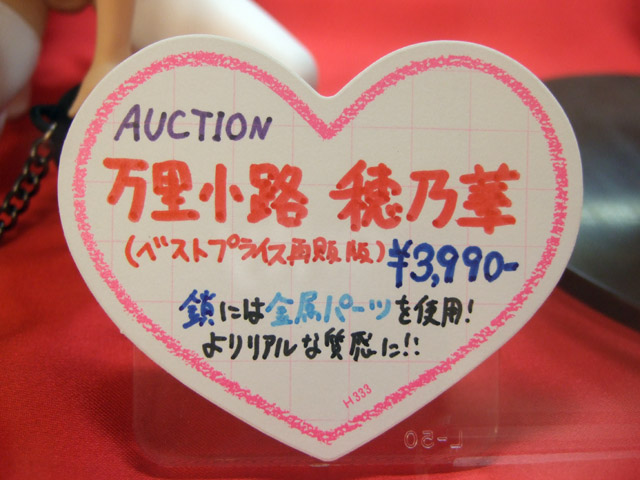 AUCTION
万里小路 穂乃華
(ベストプライス再販版) ¥3,990-
鎖には金属パーツを使用!
よりリアルな質感に!!
H333
L-50